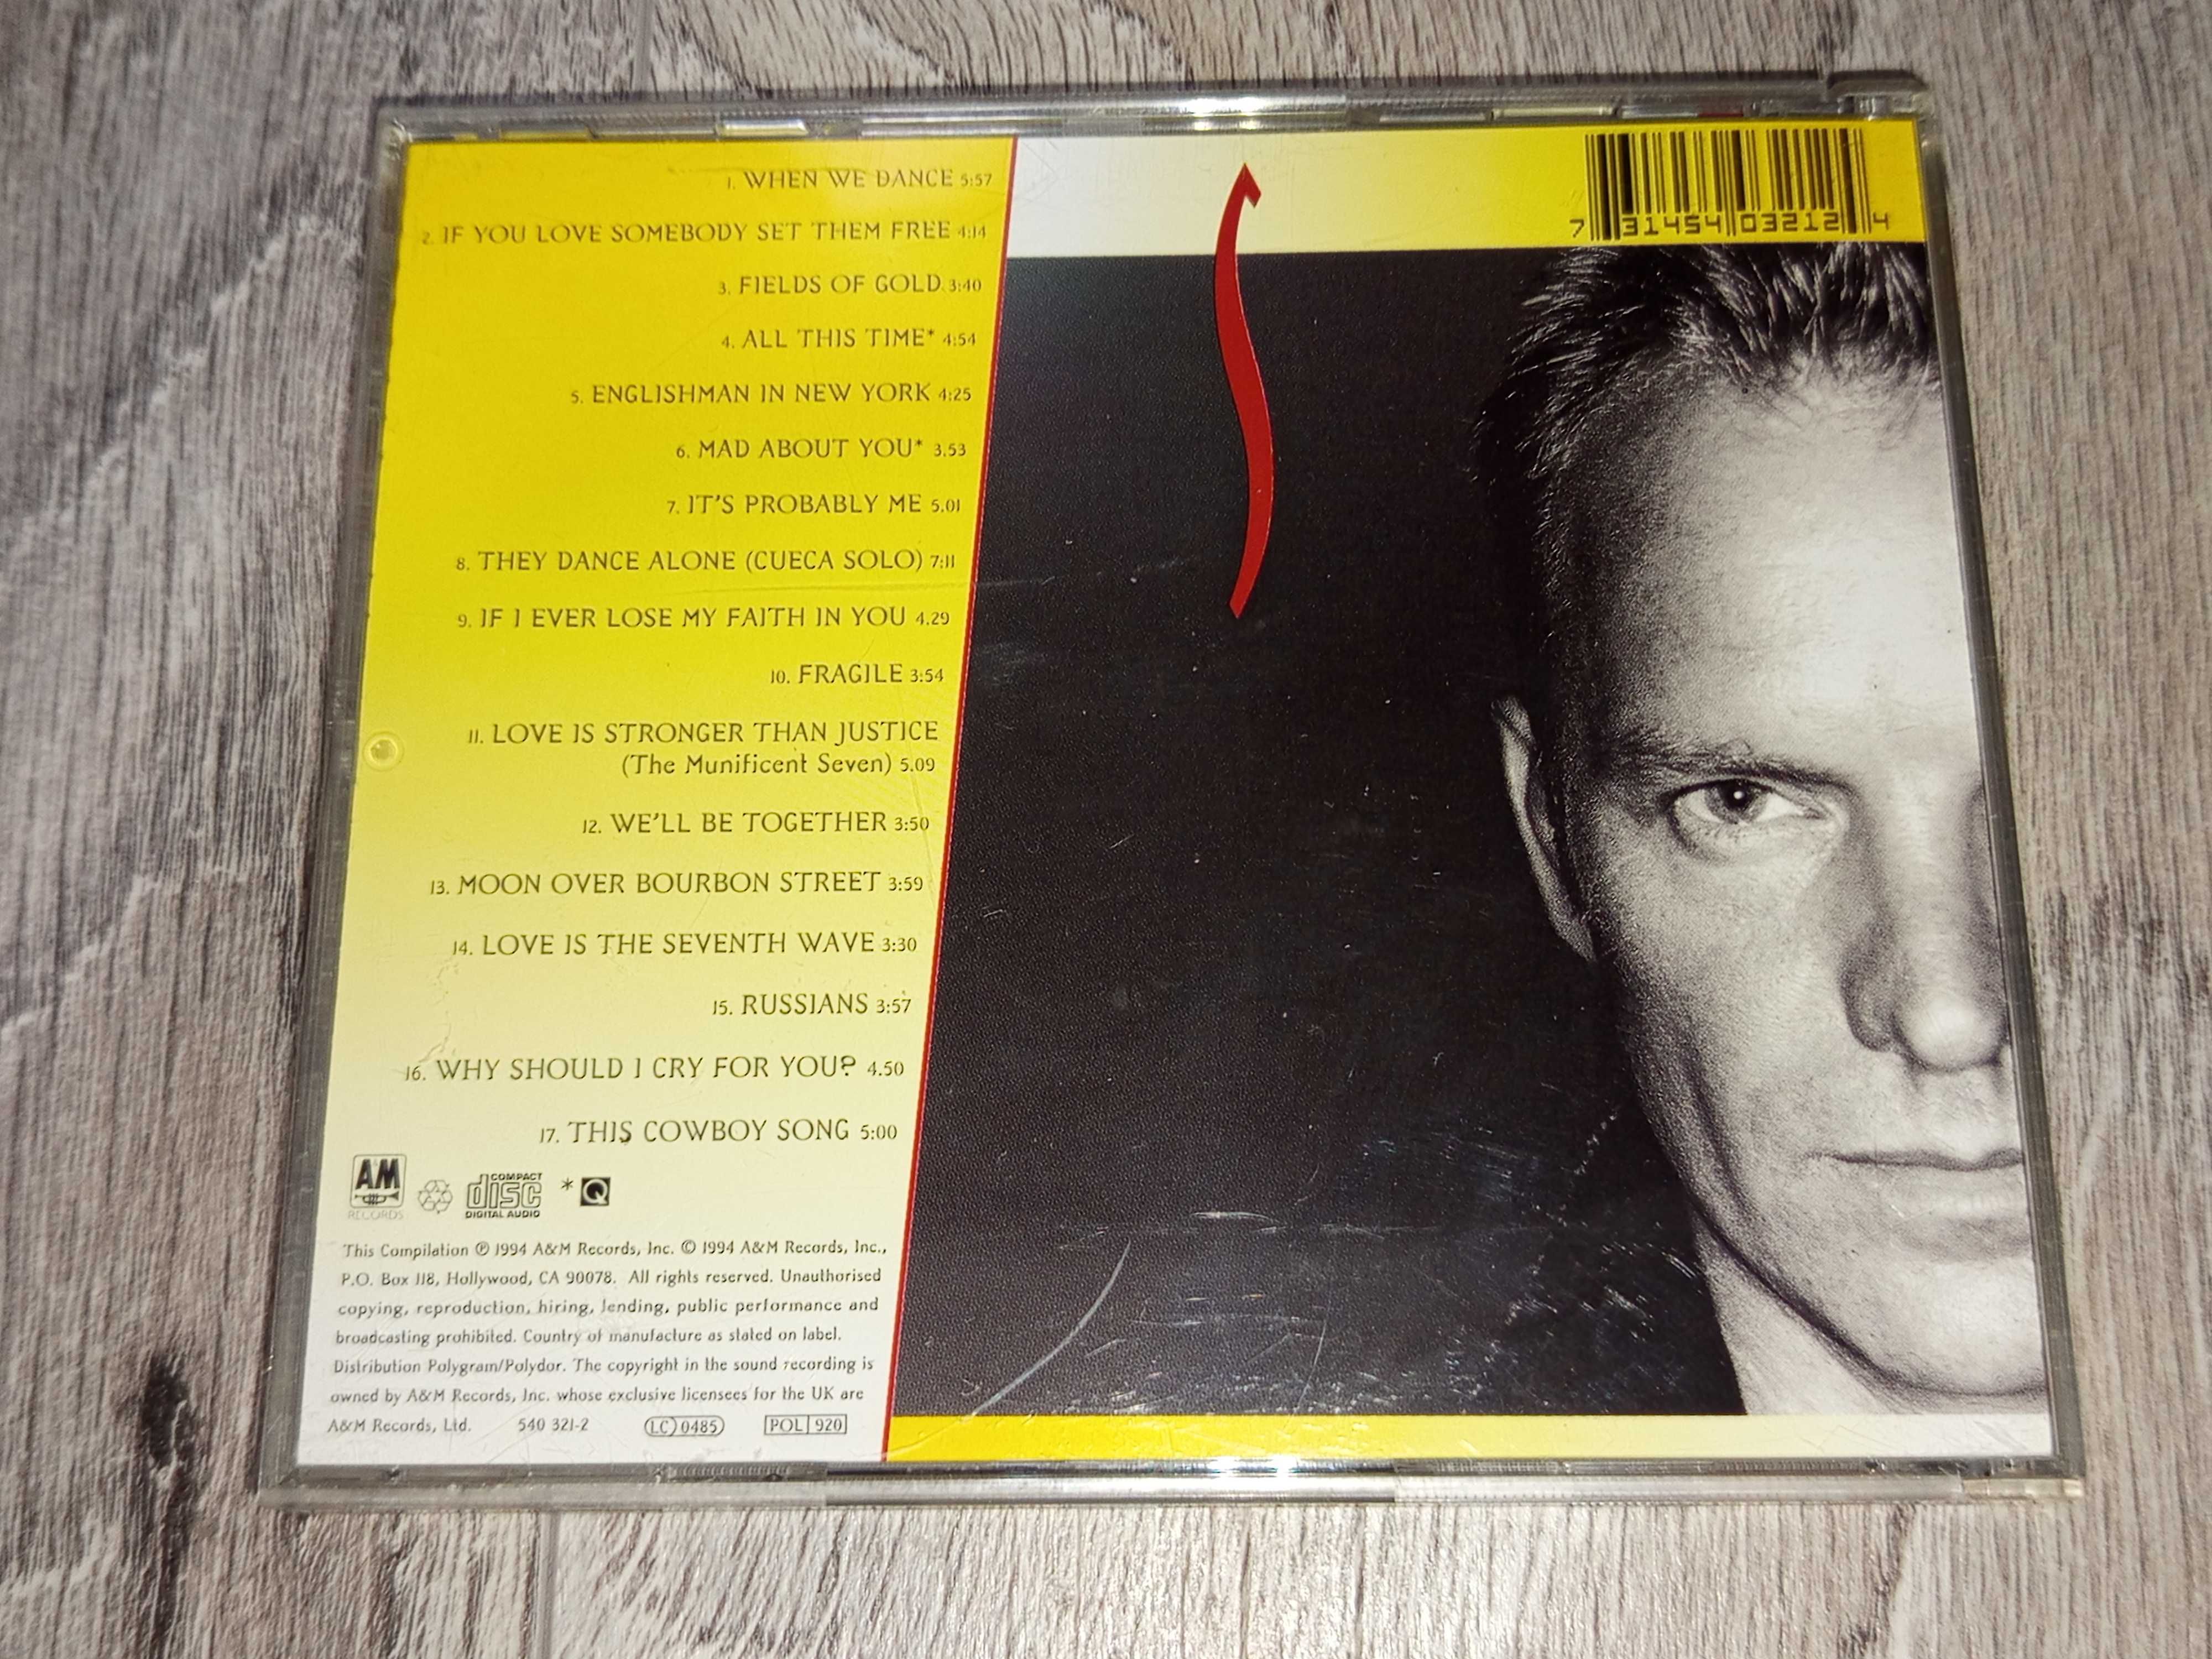 1. WHEN WE DANCE 5:57
2. IF YOU LOVE SOMEBODY SET THEM FREE 4:14
3. FIELDS OF GOLD 3:40
4. ALL THIS TIME* 4:54
5. ENGLISHMAN IN NEW YORK 4:25
6. MAD ABOUT YOU* 3.53
7. IT'S PROBABLY ME 5.01
8. THEY DANCE ALONE (CUECA SOLO) 7:11
9. IF I EVER LOSE MY FAITH IN YOU 4.29
10. FRAGILE 3:54
11. LOVE IS STRONGER THAN JUSTICE
(The Munificent Seven) 5.09
12. WE'LL BE TOGETHER 3:50
13. MOON OVER BOURBON STREET 3:59
14. LOVE IS THE SEVENTH WAVE 3:30
15. RUSSIANS 3:57
16. WHY SHOULD I CRY FOR YOU? 4.50
17. THIS COWBOY SONG 5:00
AM RECORDS
COMPACT disc DIGITAL AUDIO
* Q
This Compilation ℗ 1994 A&M Records, Inc. © 1994 A&M Records, Inc.,
P.O. Box 118, Hollywood, CA 90078. All rights reserved. Unauthorised
copying, reproduction, hiring, lending, public performance and
broadcasting prohibited. Country of manufacture as stated on label.
Distribution Polygram/Polydor. The copyright in the sound recording is
owned by A&M Records, Inc. whose exclusive licensees for the UK are
A&M Records, Ltd. 540 321-2 LC 0485 POL 920
7 31454 03212 4